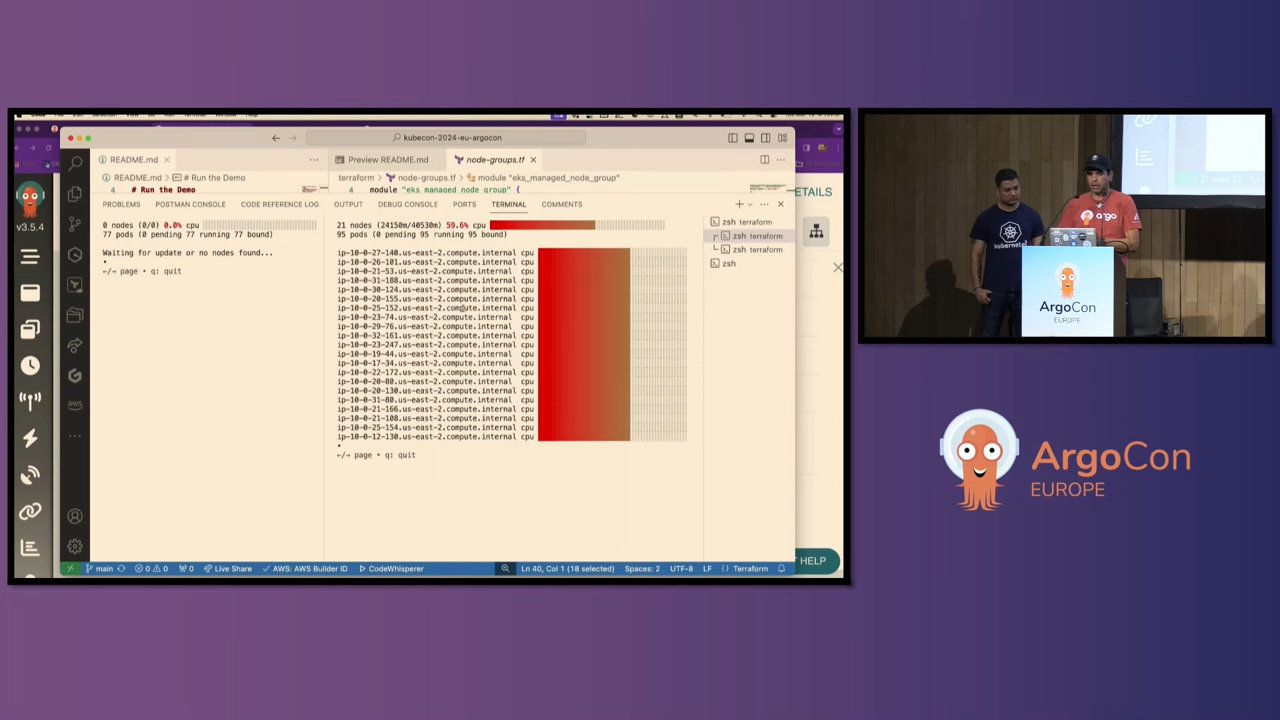 kubecon-2024-eu-argocon
README.md
Preview README.md
node-groups.tf
README.md > # Run the Demo
terraform > node-groups.tf > module "eks_managed_node_group"
4 # Run the Demo
4 module "eks_managed_node_group" {
PROBLEMS POSTMAN CONSOLE CODE REFERENCE LOG OUTPUT DEBUG CONSOLE PORTS TERMINAL COMMENTS
v3.5.4
0 nodes (0/0) 0.0% cpu
77 pods (0 pending 77 running 77 bound)
Waiting for update or no nodes found...
←/→ page • q: quit
21 nodes (24150m/40530m) 59.6% cpu
95 pods (0 pending 95 running 95 bound)
ip-10-0-27-140.us-east-2.compute.internal cpu
ip-10-0-26-101.us-east-2.compute.internal cpu
ip-10-0-21-53.us-east-2.compute.internal cpu
ip-10-0-31-188.us-east-2.compute.internal cpu
ip-10-0-30-124.us-east-2.compute.internal cpu
ip-10-0-20-155.us-east-2.compute.internal cpu
ip-10-0-25-152.us-east-2.compute.internal cpu
ip-10-0-23-74.us-east-2.compute.internal cpu
ip-10-0-29-76.us-east-2.compute.internal cpu
ip-10-0-32-161.us-east-2.compute.internal cpu
ip-10-0-23-247.us-east-2.compute.internal cpu
ip-10-0-19-44.us-east-2.compute.internal cpu
ip-10-0-17-34.us-east-2.compute.internal cpu
ip-10-0-22-172.us-east-2.compute.internal cpu
ip-10-0-20-80.us-east-2.compute.internal cpu
ip-10-0-20-130.us-east-2.compute.internal cpu
ip-10-0-31-80.us-east-2.compute.internal cpu
ip-10-0-21-166.us-east-2.compute.internal cpu
ip-10-0-21-108.us-east-2.compute.internal cpu
ip-10-0-25-154.us-east-2.compute.internal cpu
ip-10-0-12-130.us-east-2.compute.internal cpu
←/→ page • q: quit
zsh terraform
zsh terraform
zsh terraform
zsh
ETAILS
HELP
aws
main 0 0 0 Live Share AWS: AWS Builder ID CodeWhisperer Ln 40, Col 1 (18 selected) Spaces: 2 UTF-8 LF {} Terraform
kubernetes
argo
ArgoCon
EUROPE
ArgoCon
EUROPE